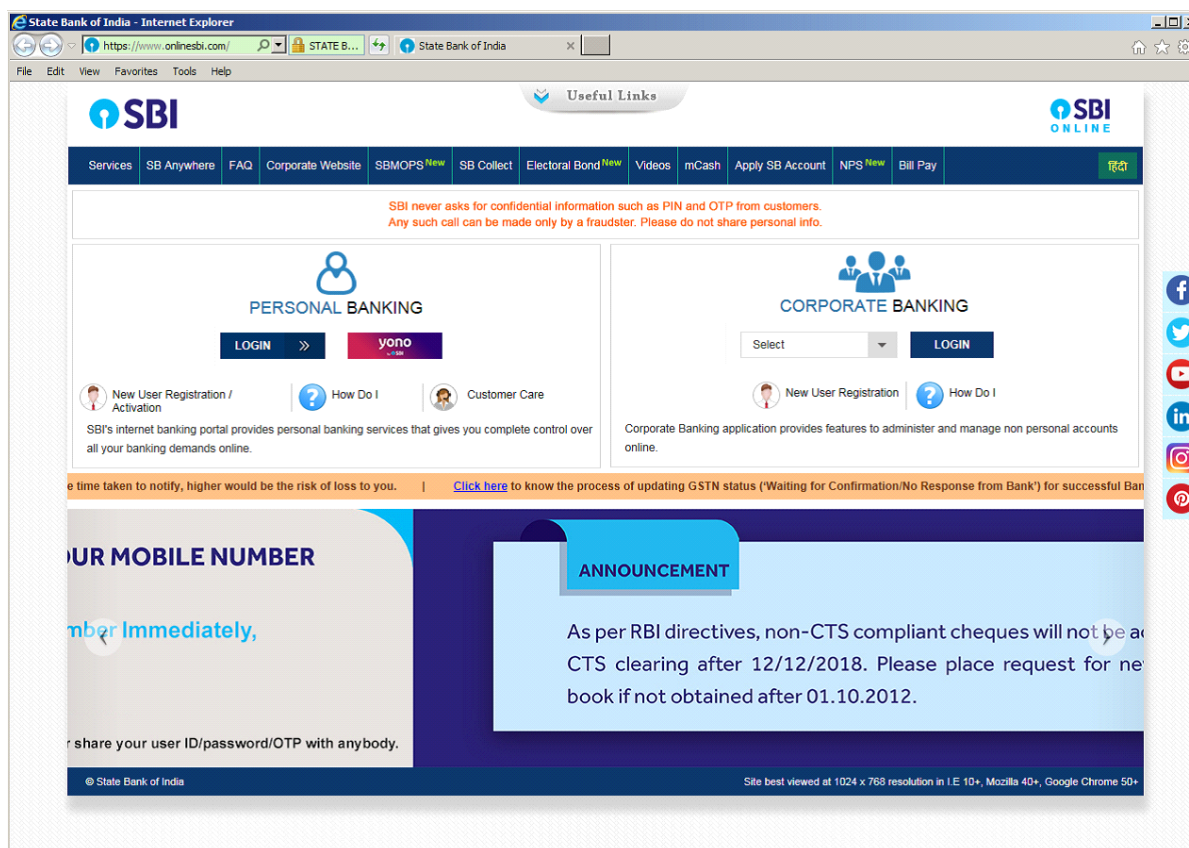 State Bank of India - Internet Explorer
https://www.onlinesbi.com/ STATE B... State Bank of India
File Edit View Favorites Tools Help
SBI
Useful Links
SBI
ONLINE
Services SB Anywhere FAQ Corporate Website SBMOPS New SB Collect Electoral Bond New Videos mCash Apply SB Account NPS New Bill Pay हिंदी
SBI never asks for confidential information such as PIN and OTP from customers.
Any such call can be made only by a fraudster. Please do not share personal info.
PERSONAL BANKING
LOGIN
yono
by SBI
New User Registration /
Activation
How Do I
Customer Care
SBI's internet banking portal provides personal banking services that gives you complete control over
all your banking demands online.
CORPORATE BANKING
Select
LOGIN
New User Registration
How Do I
Corporate Banking application provides features to administer and manage non personal accounts
online.
e time taken to notify, higher would be the risk of loss to you. | Click here to know the process of updating GSTN status ('Waiting for Confirmation/No Response from Bank') for successful Ban
OUR MOBILE NUMBER
mber Immediately,
r share your user ID/password/OTP with anybody.
ANNOUNCEMENT
As per RBI directives, non-CTS compliant cheques will not be ac
CTS clearing after 12/12/2018. Please place request for ne
book if not obtained after 01.10.2012.
© State Bank of India
Site best viewed at 1024 x 768 resolution in I.E 10+, Mozilla 40+, Google Chrome 50+